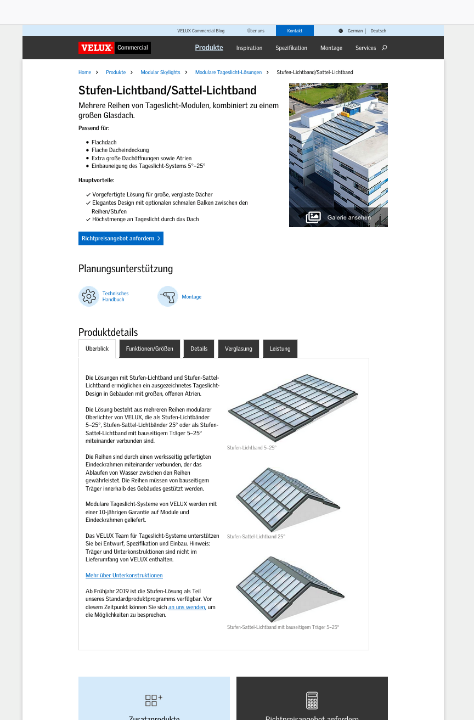 VELUX Commercial Blog Über uns Kontakt German | Deutsch
VELUX Commercial Produkte Inspiration Spezifikation Montage Services
Home > Produkte > Modular Skylights > Modulare Tageslicht-Lösungen > Stufen-Lichtband/Sattel-Lichtband
Stufen-Lichtband/Sattel-Lichtband
Mehrere Reihen von Tageslicht-Modulen, kombiniert zu einem
großen Glasdach.
Passend für:
Flachdach
Flache Dacheindeckung
Extra große Dachöffnungen sowie Atrien
Einbauneigung des Tageslicht-Systems 5°-25°
Hauptvorteile:
Vorgefertigte Lösung für große, verglaste Dächer
Elegantes Design mit optionalen schmalen Balken zwischen den
Reihen/Stufen
Höchstmenge an Tageslicht durch das Dach
Galerie ansehen
Richtpreisangebot anfordern >
Planungsunterstützung
Technisches
Handbuch
Montage
Produktdetails
Überblick Funktionen/Größen Details Verglasung Leistung
Die Lösungen mit Stufen-Lichtband und Stufen-Sattel-
Lichtband ermöglichen ein ausgezeichnetes Tageslicht-
Design in Gebäuden mit großen, offenen Atrien.
Die Lösung besteht aus mehreren Reihen modularer
Oberlichter von VELUX, die als Stufen-Lichtbänder
5-25°, Stufen-Sattel-Lichtbänder 25° oder als Stufen-
Sattel-Lichtband mit bauseitigem Träger 5-25°
miteinander verbunden sind.
Die Reihen sind durch einen werksseitig gefertigten
Eindeckrahmen miteinander verbunden, der das
Ablaufen von Wasser zwischen den Reihen
gewährleistet. Die Reihen müssen von bauseitigem
Träger innerhalb des Gebäudes gestützt werden.
Modulare Tageslicht-Systeme von VELUX werden mit
einer 10-jährigen Garantie auf Module und
Eindeckrahmen geliefert.
Das VELUX Team für Tageslicht-Systeme unterstützen
Sie bei Entwurf, Spezifikation und Einbau. Hinweis:
Träger und Unterkonstruktionen sind nicht im
Lieferumfang von VELUX enthalten.
Mehr über Unterkonstruktionen
Ab Frühjahr 2019 ist die Stufen-Lösung als Teil
unseres Standardproduktprogramms verfügbar. Vor
diesem Zeitpunkt können Sie sich an uns wenden, um
die Möglichkeiten zu besprechen.
Stufen-Lichtband 5-25°
Stufen-Sattel-Lichtband 25°
Stufen-Sattel-Lichtband mit bauseitigem Träger 5-25°
Zusatzprodukte
Richtpreisangebot anfordern